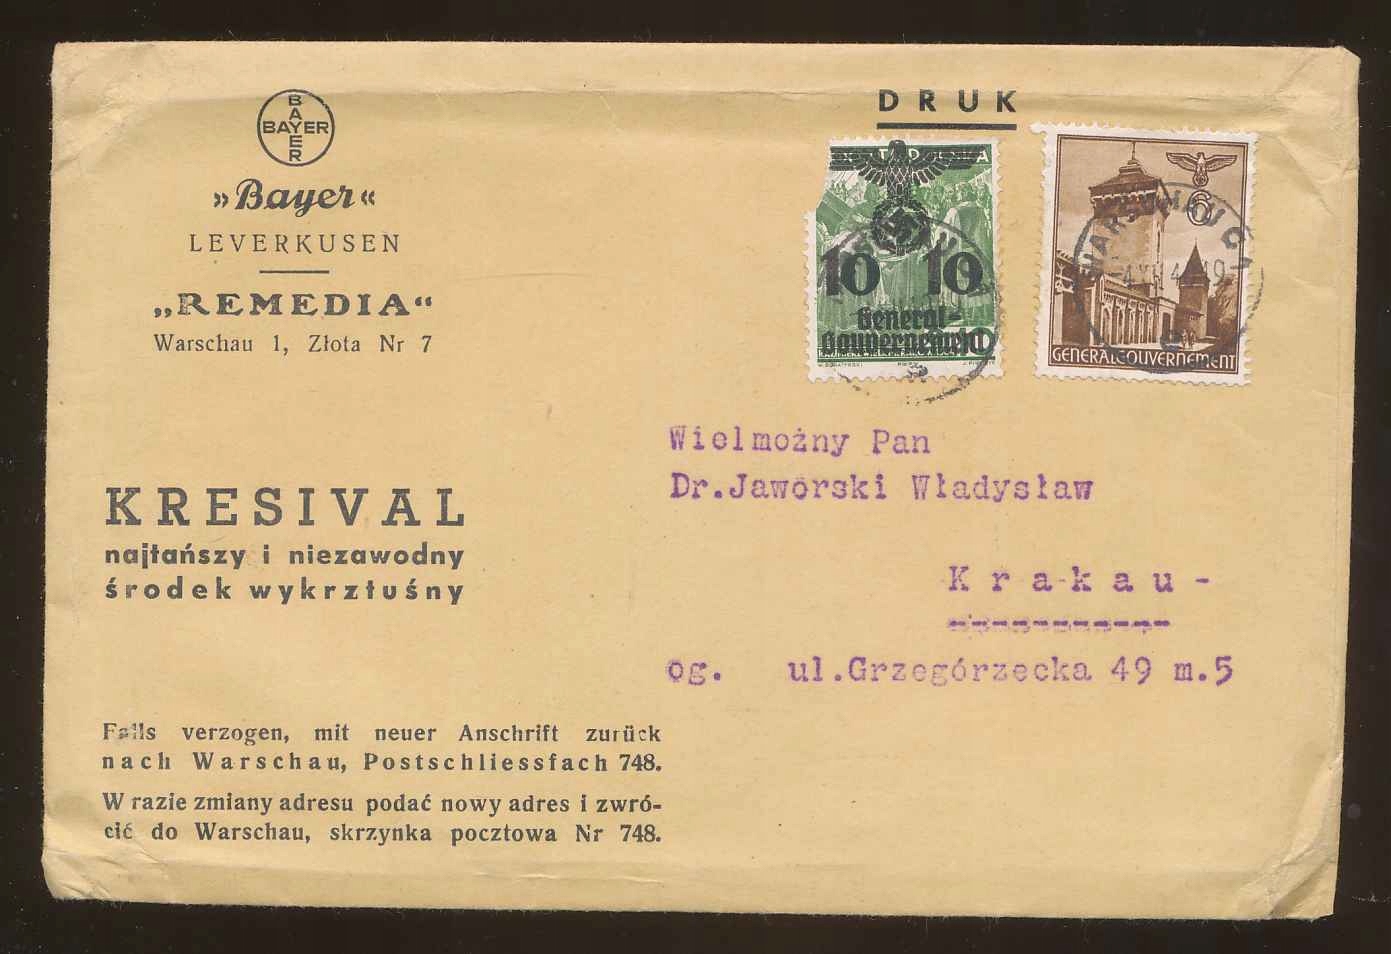 BAYER
BAYER
»Bayer«
LEVERKUSEN
„REMEDIA“
Warschau 1, Złota Nr 7
DRUK
10 10
General-
Gouvernement
10
6
GENERALGOUVERNEMENT
WARSCHAU C1
KRESIVAL
najtańszy i niezawodny
środek wykrztuśny
Wielmożny Pan
Dr.Jaworski Władysław
Krakau-
og. ul.Grzegórzecka 49 m.5
Falls verzogen, mit neuer Anschrift zurück
nach Warschau, Postschliessfach 748.
W razie zmiany adresu podać nowy adres i zwró-
cić do Warschau, skrzynka pocztowa Nr 748.